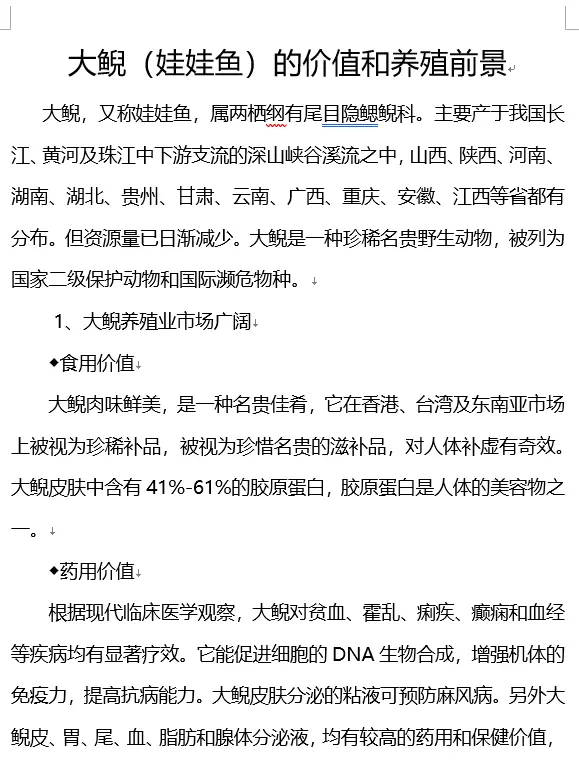 大鲵（娃娃鱼）的价值和养殖前景
大鲵，又称娃娃鱼，属两栖纲有尾目隐鳃鲵科。主要产于我国长
江、黄河及珠江中下游支流的深山峡谷溪流之中，山西、陕西、河南、
湖南、湖北、贵州、甘肃、云南、广西、重庆、安徽、江西等省都有
分布。但资源量已日渐减少。大鲵是一种珍稀名贵野生动物，被列为
国家二级保护动物和国际濒危物种。
1、大鲵养殖业市场广阔
◆食用价值
大鲵肉味鲜美，是一种名贵佳肴，它在香港、台湾及东南亚市场
上被视为珍稀补品，被视为珍惜名贵的滋补品，对人体补虚有奇效。
大鲵皮肤中含有 41%-61%的胶原蛋白，胶原蛋白是人体的美容物之
一。
◆药用价值
根据现代临床医学观察，大鲵对贫血、霍乱、痢疾、癫痫和血经
等疾病均有显著疗效。它能促进细胞的 DNA 生物合成，增强机体的
免疫力，提高抗病能力。大鲵皮肤分泌的粘液可预防麻风病。另外大
鲵皮、胃、尾、血、脂肪和腺体分泌液，均有较高的药用和保健价值，